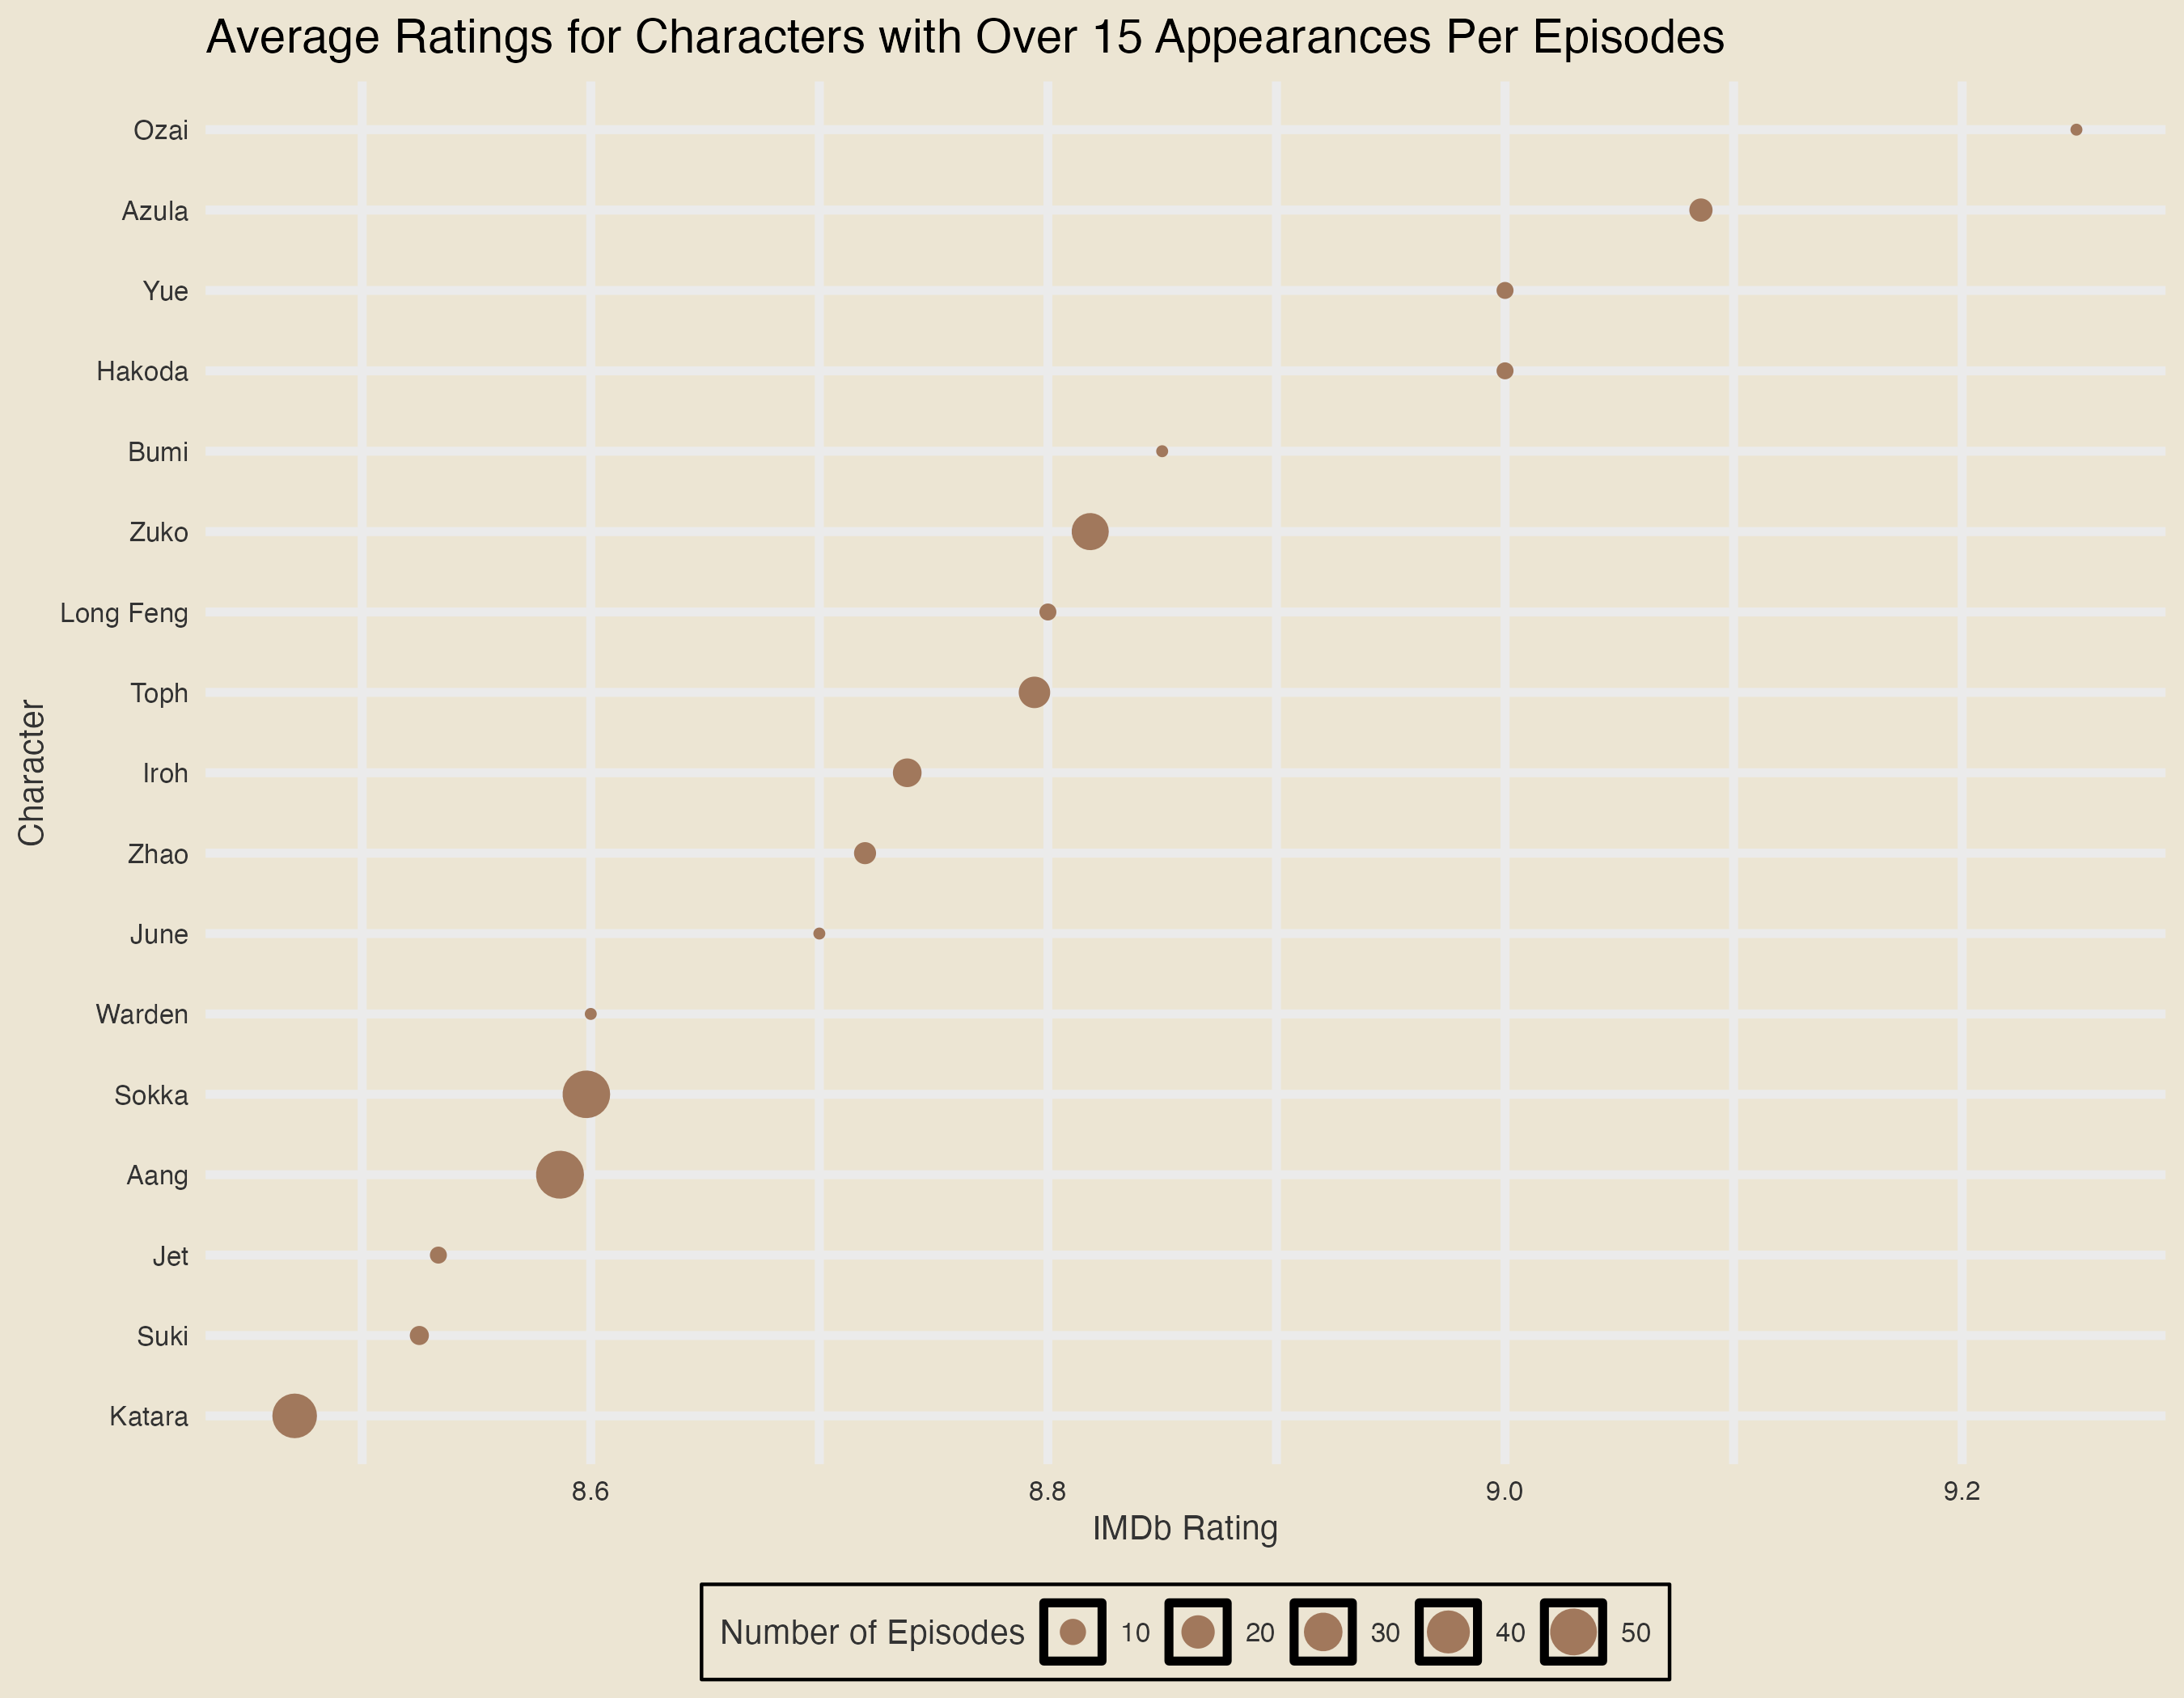 Average Ratings for Characters with Over 15 Appearances Per Episodes
Ozai
Azula
Yue
Hakoda
Bumi
Zuko
Long Feng
Toph
Iroh
Zhao
June
Warden
Sokka
Aang
Jet
Suki
Katara
Character
8.6 8.8 9.0 9.2
IMDb Rating
Number of Episodes 10 20 30 40 50